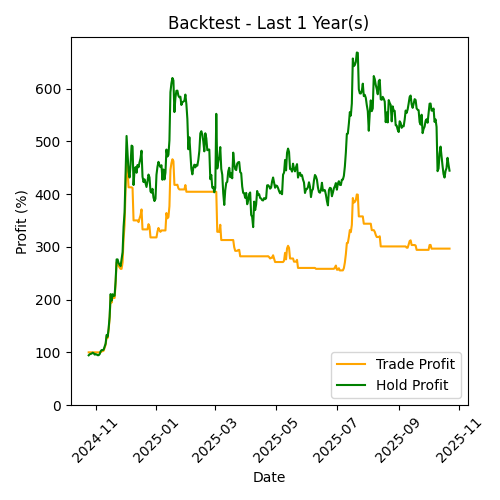 Backtest - Last 1 Year(s)
Profit (%)
600
500
400
300
200
100
0
2024-11
2025-01
2025-03
2025-05
2025-07
2025-09
2025-11
Date
Trade Profit
Hold Profit